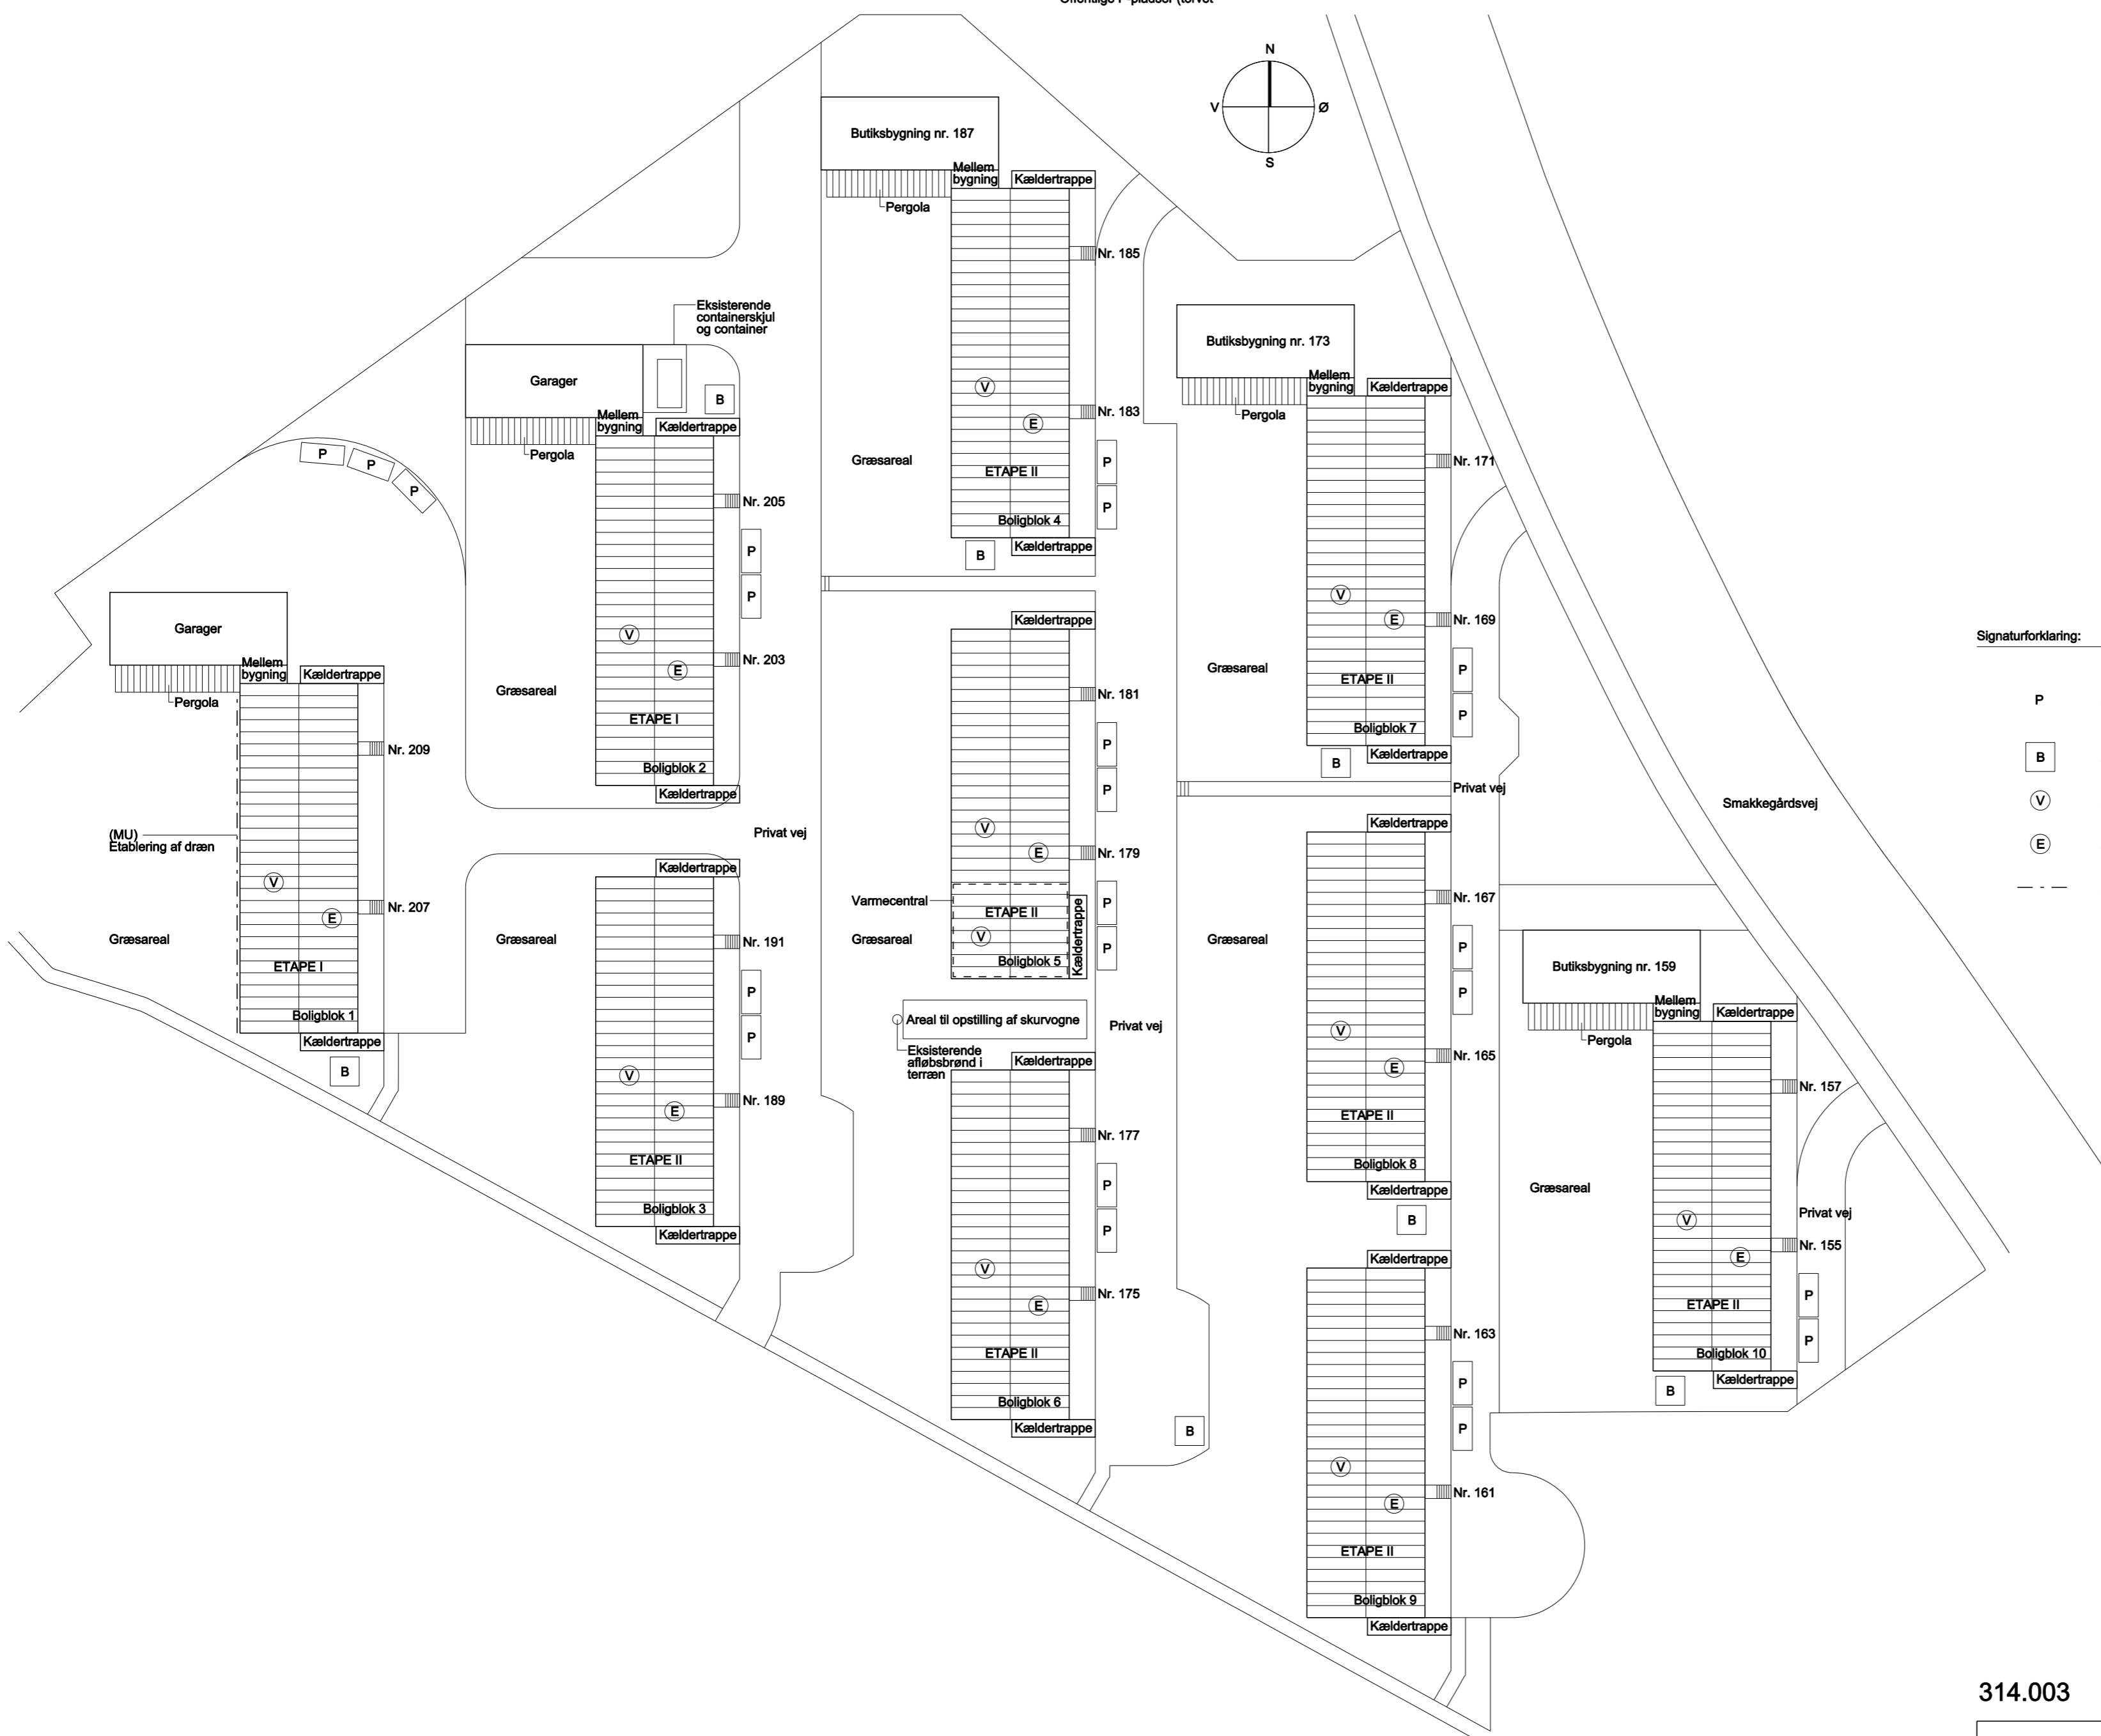 Offentlige P-pladser (torvet
N
V
Ø
S
Butiksbygning nr. 187
Mellem
bygning
Kældertrappe
Pergola
Nr. 185
V
Nr. 183
E
Græsareal
ETAPE II
P
P
Boligblok 4
Kældertrappe
B
Eksisterende
containerskjul
og container
Garager
B
Mellem
bygning
Kældertrappe
Pergola
Nr. 205
P
P
V
Nr. 203
E
Græsareal
ETAPE I
Boligblok 2
Kældertrappe
P
P
P
Garager
Mellem
bygning
Kældertrappe
Pergola
Nr. 209
(MU)
Etablering af dræn
V
Nr. 207
E
Græsareal
ETAPE I
Boligblok 1
Kældertrappe
B
Privat vej
Kældertrappe
Græsareal
Nr. 191
P
P
V
Nr. 189
E
ETAPE II
Boligblok 3
Kældertrappe
Kældertrappe
Nr. 181
P
P
V
E
Nr. 179
Varmecentral
ETAPE II
Kældertrappe
P
P
Græsareal
V
Boligblok 5
Areal til opstilling af skurvogne
Privat vej
Eksisterende
afløbsbrønd i
terræn
Kældertrappe
Nr. 177
P
P
V
Nr. 175
E
ETAPE II
Boligblok 6
Kældertrappe
B
Butiksbygning nr. 173
Mellem
bygning
Kældertrappe
Pergola
Nr. 171
V
E
Nr. 169
Græsareal
ETAPE II
P
P
Boligblok 7
Kældertrappe
B
Privat vej
Kældertrappe
Nr. 167
Græsareal
P
P
V
Nr. 165
E
ETAPE II
Boligblok 8
Kældertrappe
B
Kældertrappe
Nr. 163
P
P
V
Nr. 161
E
ETAPE II
Boligblok 9
Kældertrappe
Smakkegårdsvej
Butiksbygning nr. 159
Mellem
bygning
Kældertrappe
Pergola
Nr. 157
Græsareal
Privat vej
V
Nr. 155
E
ETAPE II
P
P
Boligblok 10
Kældertrappe
B
Signaturforklaring:
P
B
V
E
314.003